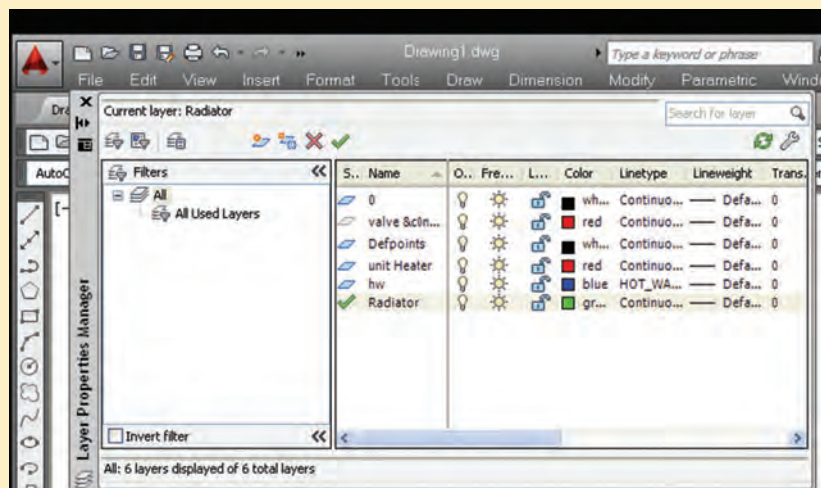 Drawing1.dwg
Type a keyword or phrase
File Edit View Insert Format Tools Draw Dimension Modify Parametric Wind
Dra
Current layer: Radiator
Search for layer
AutoC
Filters
S.. Name O.. Fre... L... Color Linetype Lineweight Trans.
All
All Used Layers
0 wh... Continuo... Defa... 0
valve &c0n... red Continuo... Defa... 0
Defpoints wh... Continuo... Defa... 0
unit Heater red Continuo... Defa... 0
hw blue HOT_WA... Defa... 0
Radiator gr... Continuo... Defa... 0
Invert filter
All: 6 layers displayed of 6 total layers
Layer Properties Manager
[-